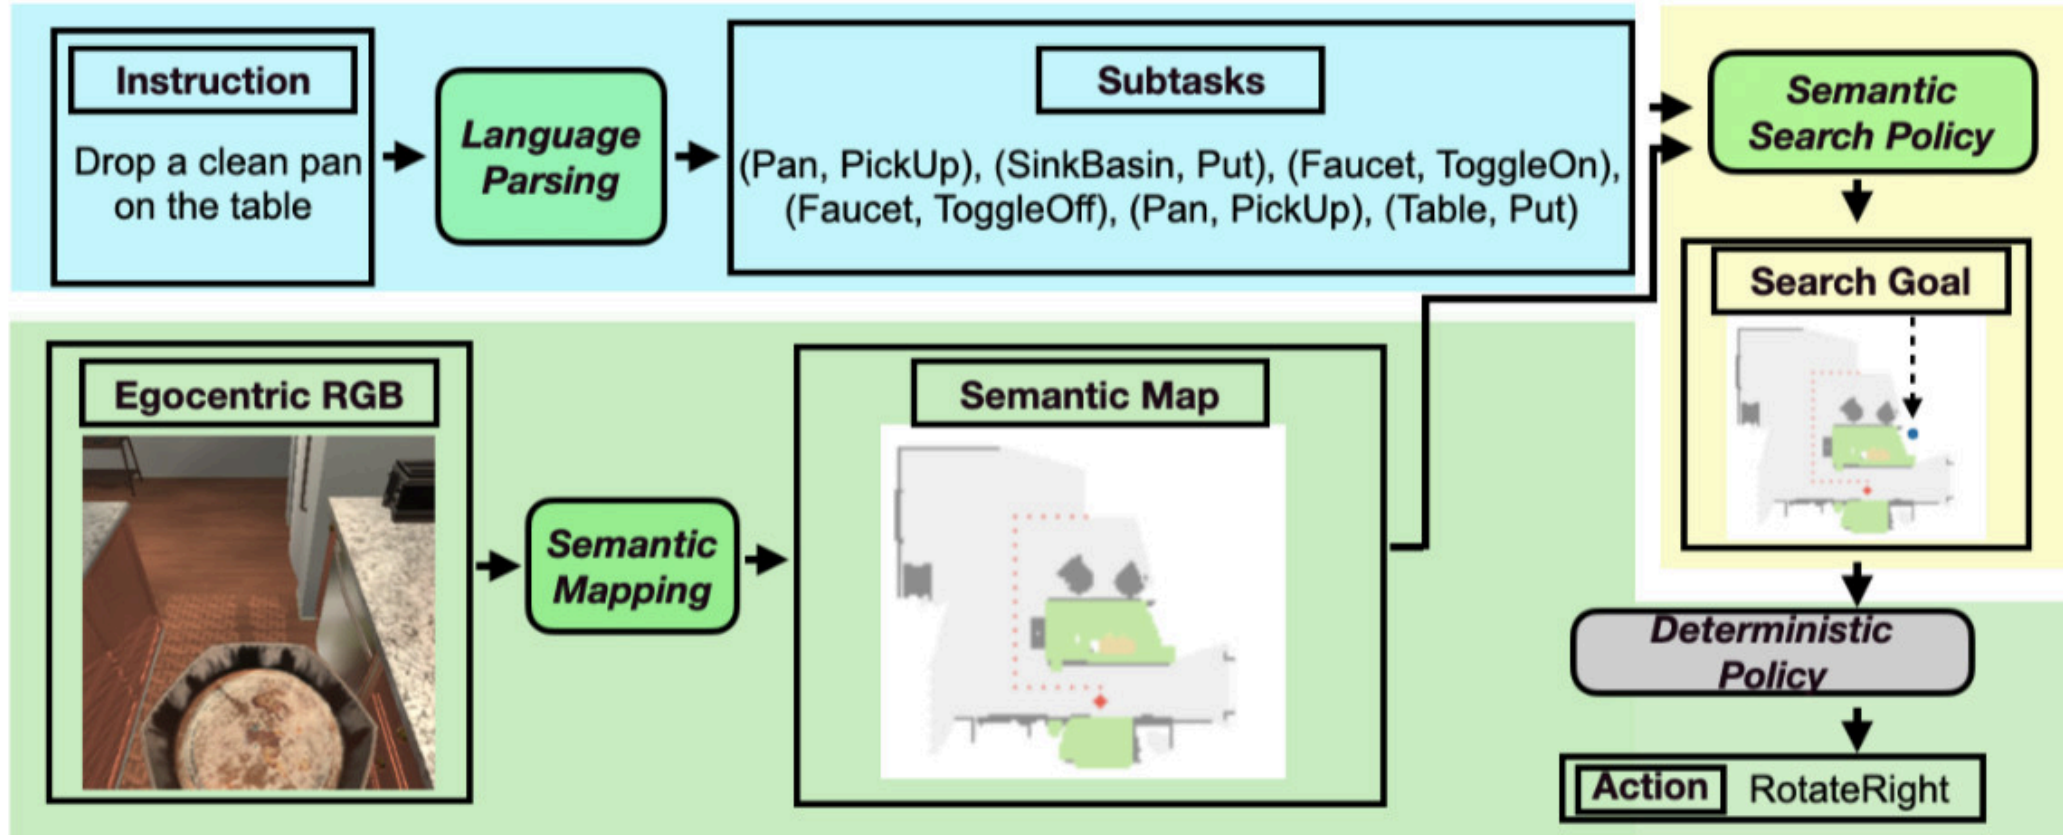 Instruction
Drop a clean pan
on the table
Language
Parsing
Subtasks
(Pan, PickUp), (SinkBasin, Put), (Faucet, ToggleOn),
(Faucet, ToggleOff), (Pan, PickUp), (Table, Put)
Semantic
Search Policy
Search Goal
Egocentric RGB
Semantic
Mapping
Semantic Map
Deterministic
Policy
Action RotateRight